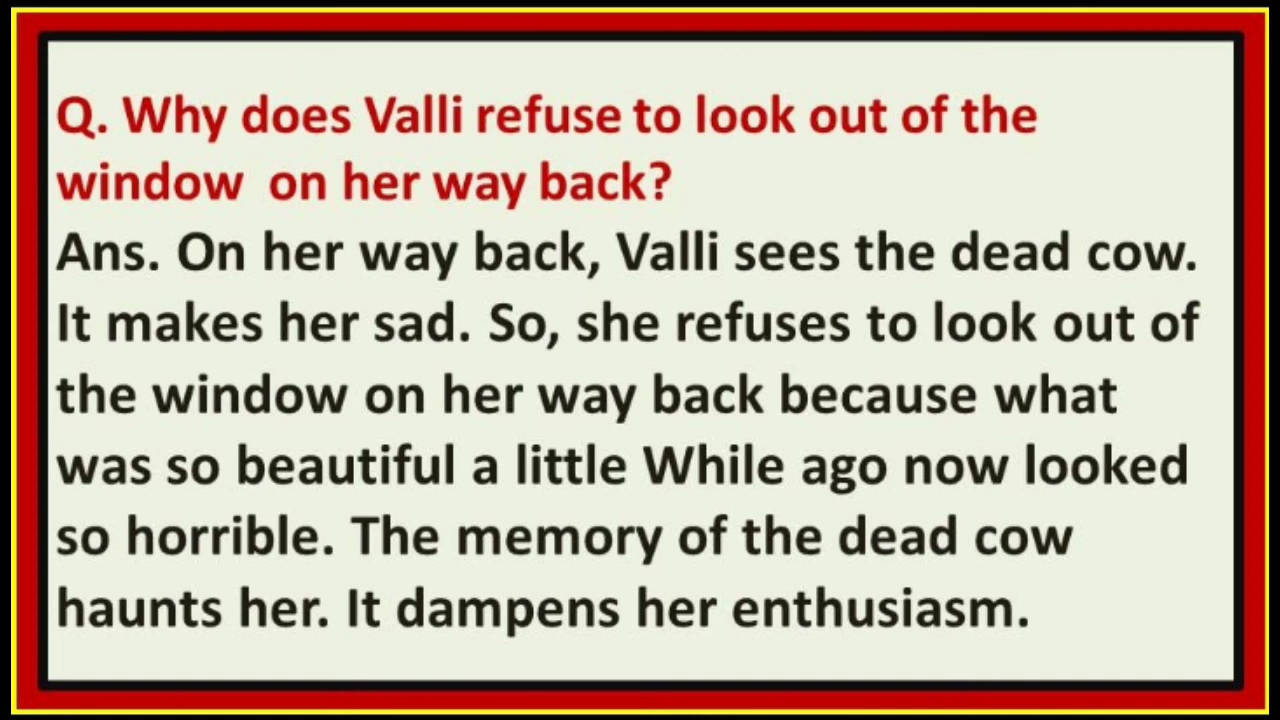 Q. Why does Valli refuse to look out of the
window on her way back?
Ans. On her way back, Valli sees the dead cow.
It makes her sad. So, she refuses to look out of
the window on her way back because what
was so beautiful a little While ago now looked
so horrible. The memory of the dead cow
haunts her. It dampens her enthusiasm.